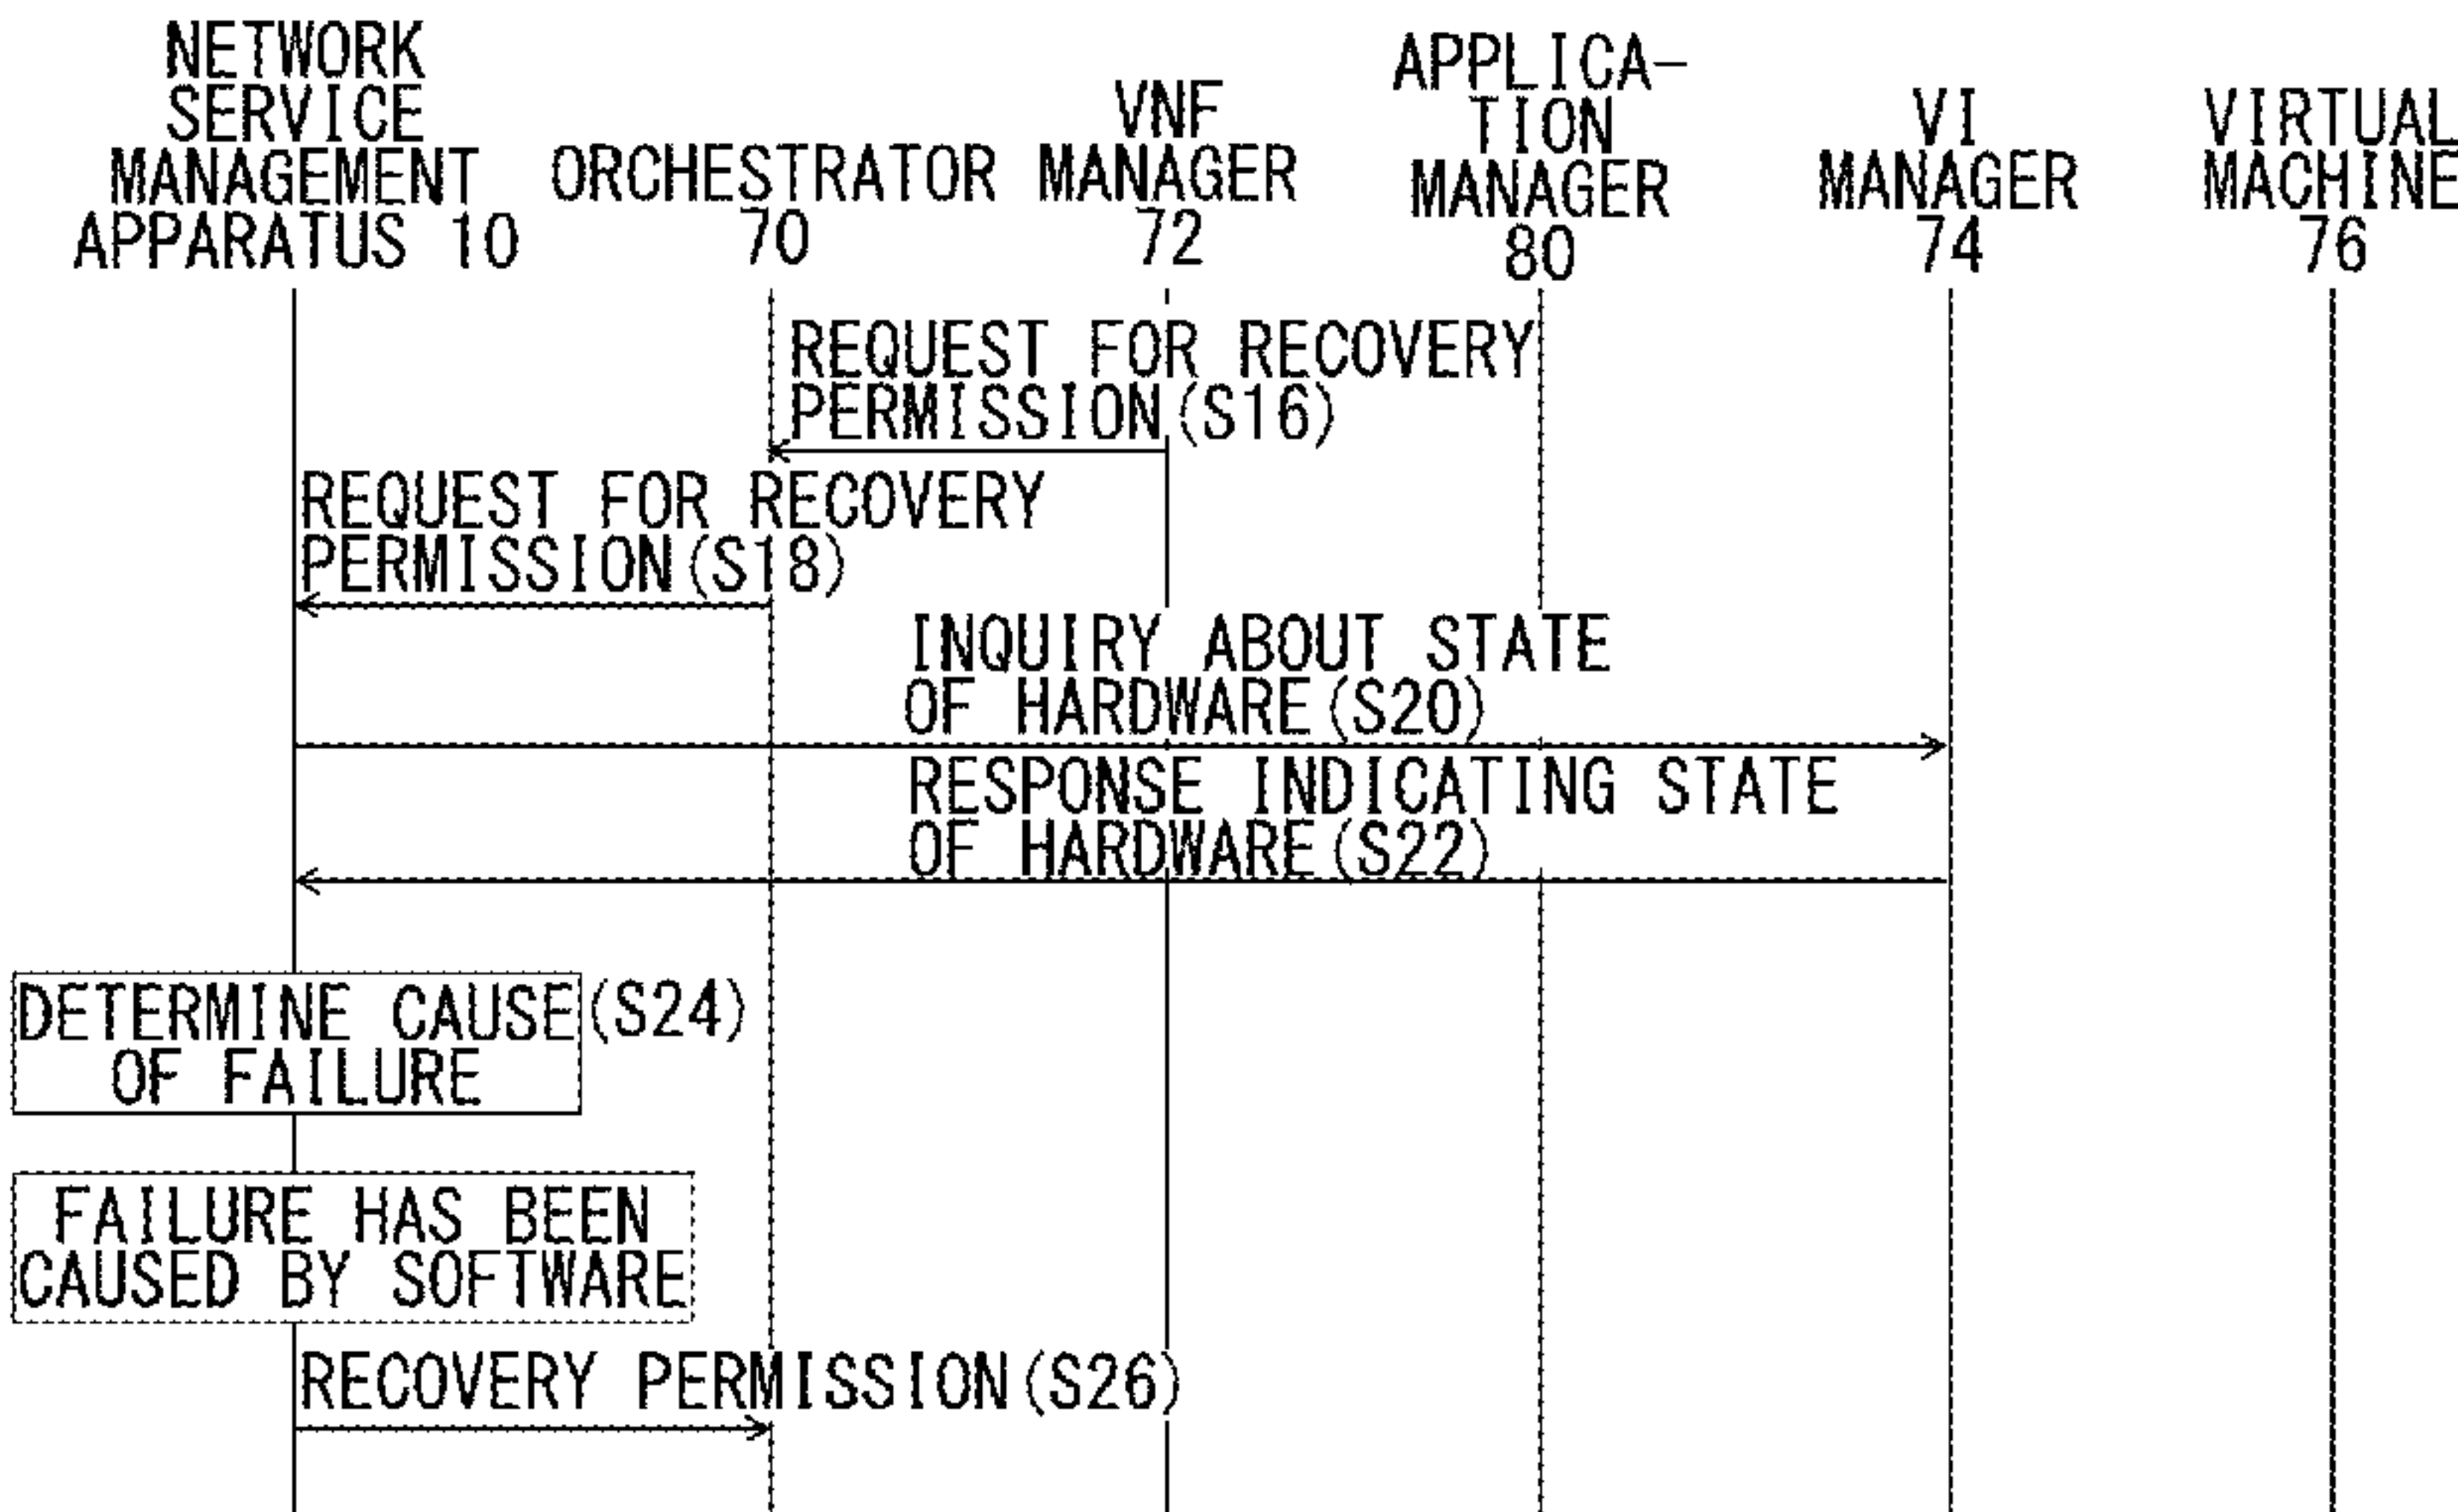 NETWORK
SERVICE
MANAGEMENT
APPARATUS 10
ORCHESTRATOR
70
VNF
MANAGER
72
APPLICA-
TION
MANAGER
80
VI
MANAGER
74
VIRTUAL
MACHINE
76
REQUEST FOR RECOVERY
PERMISSION(S16)
REQUEST FOR RECOVERY
PERMISSION(S18)
INQUIRY ABOUT STATE
OF HARDWARE(S20)
RESPONSE INDICATING STATE
OF HARDWARE(S22)
DETERMINE CAUSE(S24)
OF FAILURE
FAILURE HAS BEEN
CAUSED BY SOFTWARE
RECOVERY PERMISSION(S26)